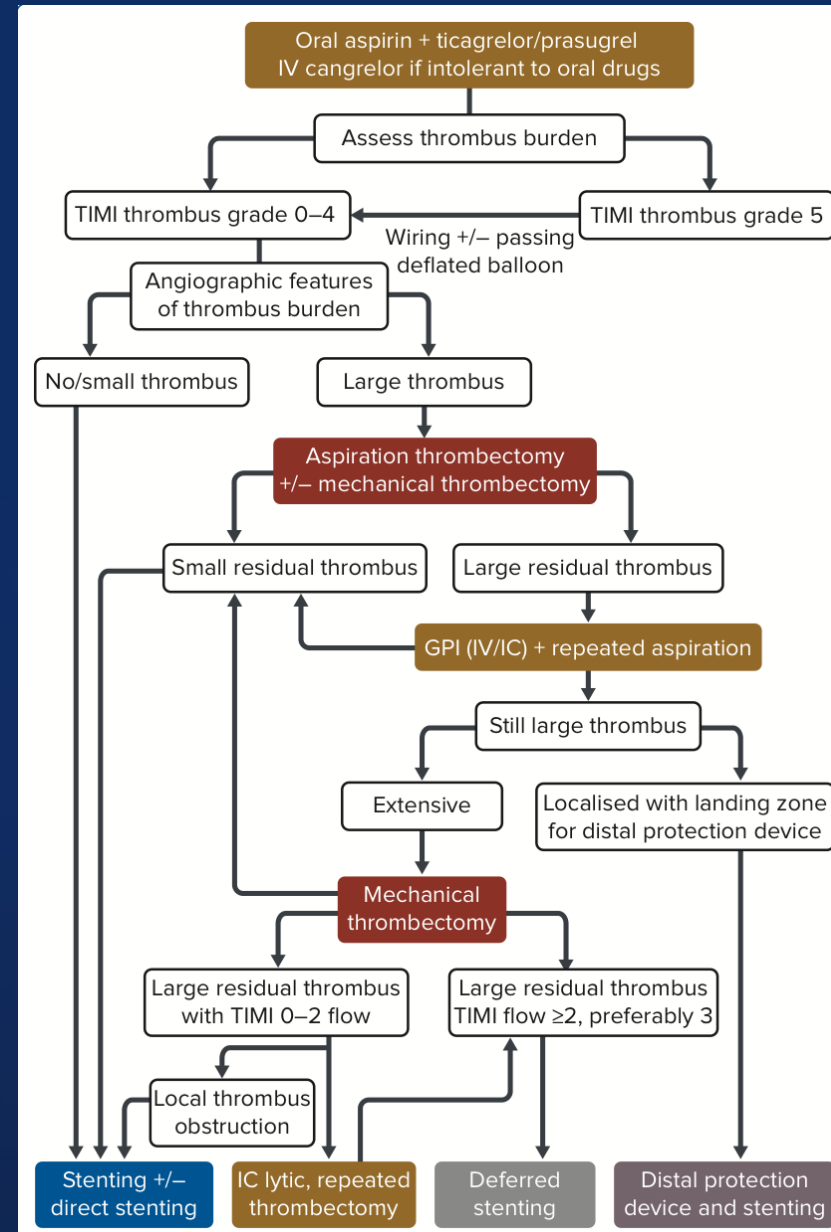 Oral aspirin + ticagrelor/prasugrel
IV cangrelor if intolerant to oral drugs
Assess thrombus burden
TIMI thrombus grade 0–4
TIMI thrombus grade 5
Wiring +/– passing
deflated balloon
Angiographic features
of thrombus burden
No/small thrombus
Large thrombus
Aspiration thrombectomy
+/– mechanical thrombectomy
Small residual thrombus
Large residual thrombus
GPI (IV/IC) + repeated aspiration
Still large thrombus
Extensive
Localised with landing zone
for distal protection device
Mechanical
thrombectomy
Large residual thrombus
with TIMI 0–2 flow
Large residual thrombus
TIMI flow ≥2, preferably 3
Local thrombus
obstruction
Stenting +/–
direct stenting
IC lytic, repeated
thrombectomy
Deferred
stenting
Distal protection
device and stenting